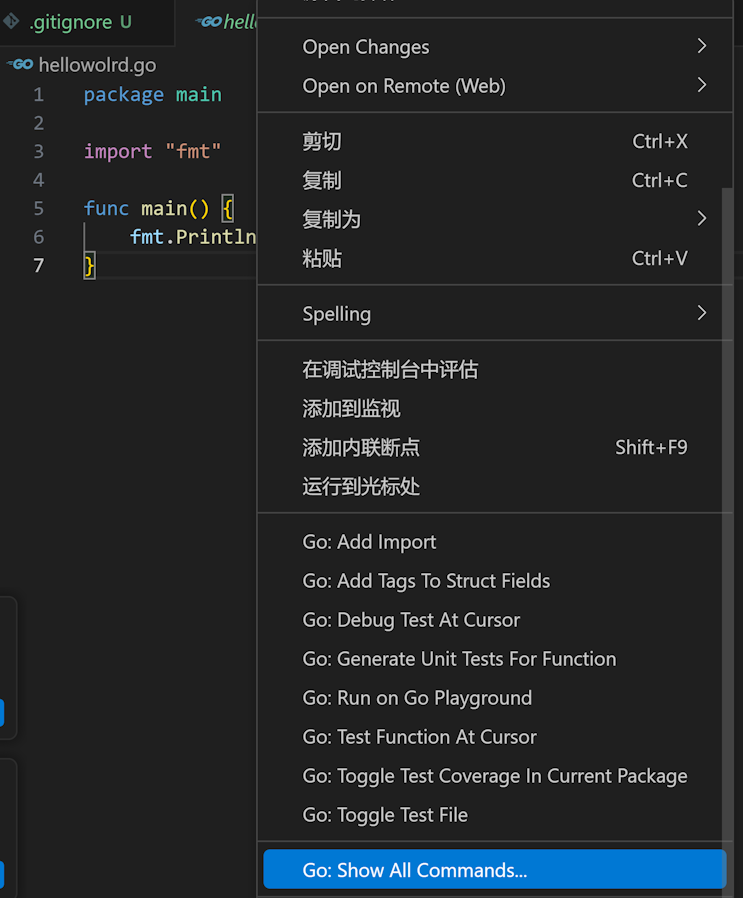 .gitignore U
hellowolrd.go
1 package main
2
3 import "fmt"
4
5 func main() {
6 fmt.Println
7 }
Open Changes
Open on Remote (Web)
剪切 Ctrl+X
复制 Ctrl+C
复制为
粘贴 Ctrl+V
Spelling
在调试控制台中评估
添加到监视
添加内联断点 Shift+F9
运行到光标处
Go: Add Import
Go: Add Tags To Struct Fields
Go: Debug Test At Cursor
Go: Generate Unit Tests For Function
Go: Run on Go Playground
Go: Test Function At Cursor
Go: Toggle Test Coverage In Current Package
Go: Toggle Test File
Go: Show All Commands...